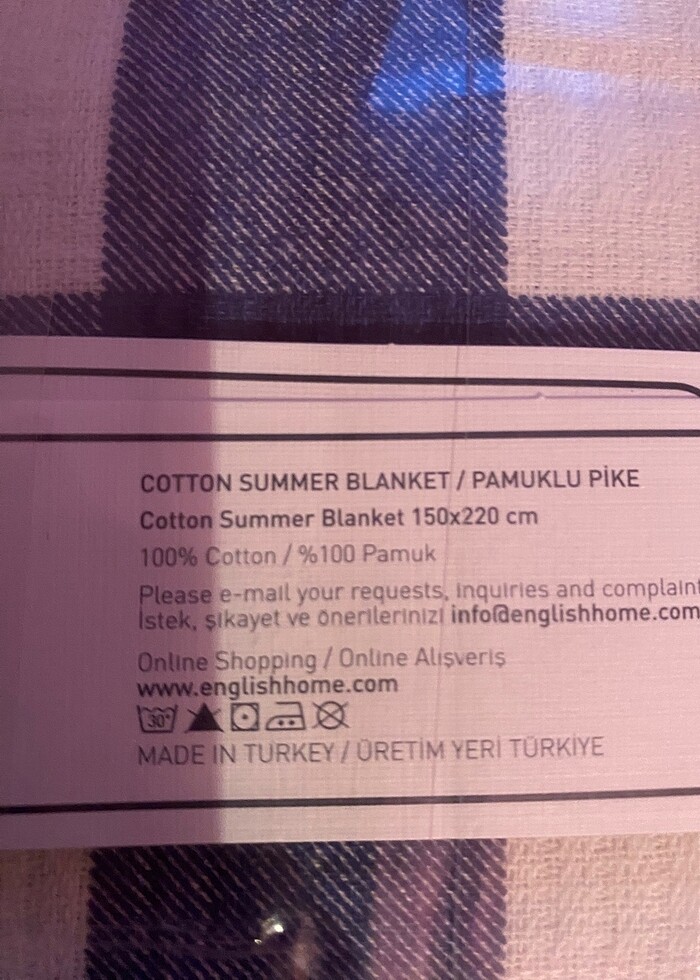 COTTON SUMMER BLANKET / PAMUKLU PİKE
Cotton Summer Blanket 150x220 cm
100% Cotton / %100 Pamuk
Please e-mail your requests, inquiries and complaint
İstek, şikayet ve önerilerinizi info@englishhome.com
Online Shopping / Online Alışveriş
www.englishhome.com
30°
MADE IN TURKEY / ÜRETİM YERİ TÜRKİYE